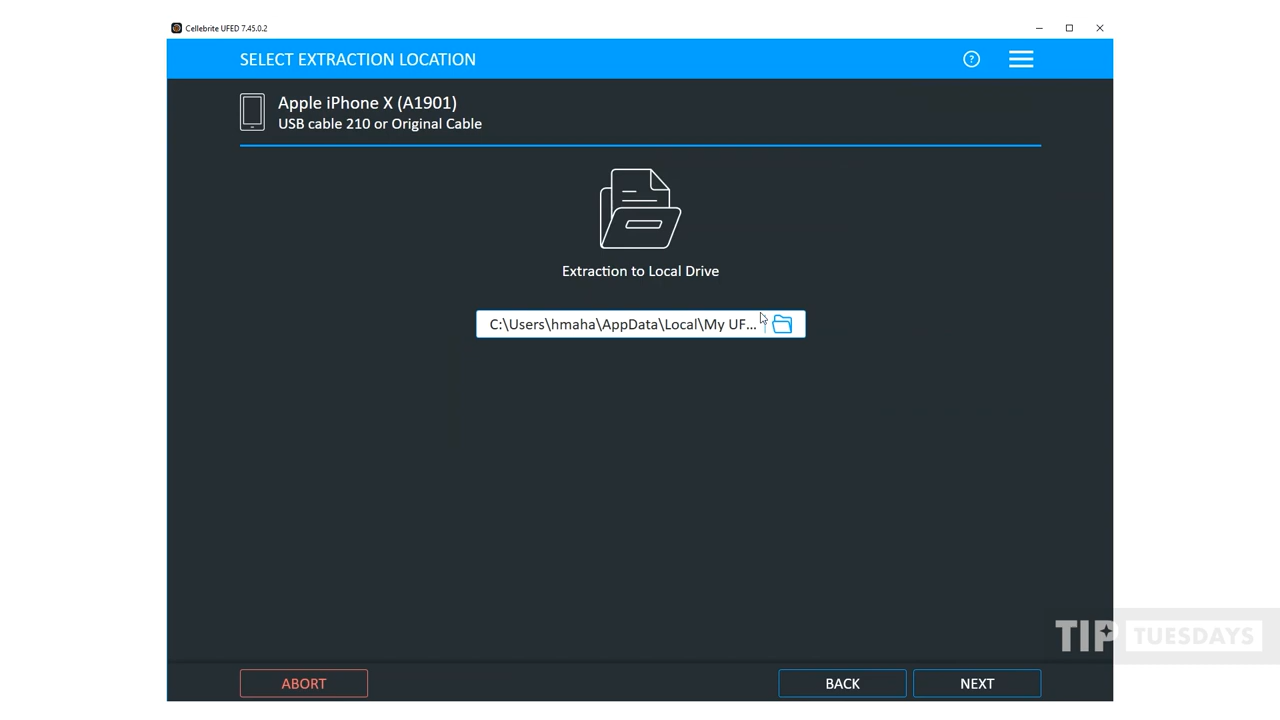 Cellebrite UFED 7.45.0.2
SELECT EXTRACTION LOCATION
?
Apple iPhone X (A1901)
USB cable 210 or Original Cable
Extraction to Local Drive
C:\Users\hmaha\AppData\Local\My UF...
ABORT
BACK
NEXT
TIP TUESDAYS